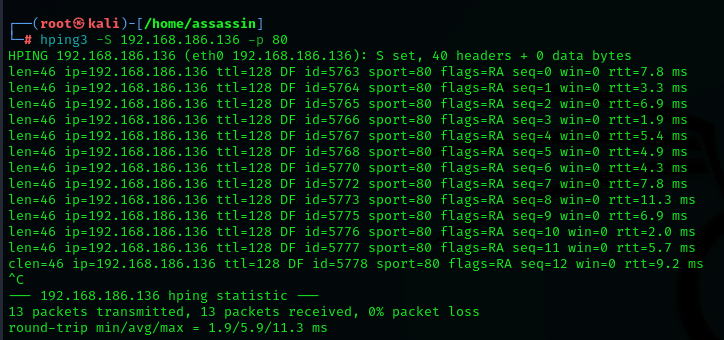 ┌──(root㉿kali)-[/home/assassin]
└─# hping3 -S 192.168.186.136 -p 80
HPING 192.168.186.136 (eth0 192.168.186.136): S set, 40 headers + 0 data bytes
len=46 ip=192.168.186.136 ttl=128 DF id=5763 sport=80 flags=RA seq=0 win=0 rtt=7.8 ms
len=46 ip=192.168.186.136 ttl=128 DF id=5764 sport=80 flags=RA seq=1 win=0 rtt=3.3 ms
len=46 ip=192.168.186.136 ttl=128 DF id=5765 sport=80 flags=RA seq=2 win=0 rtt=6.9 ms
len=46 ip=192.168.186.136 ttl=128 DF id=5766 sport=80 flags=RA seq=3 win=0 rtt=1.9 ms
len=46 ip=192.168.186.136 ttl=128 DF id=5767 sport=80 flags=RA seq=4 win=0 rtt=5.4 ms
len=46 ip=192.168.186.136 ttl=128 DF id=5768 sport=80 flags=RA seq=5 win=0 rtt=4.9 ms
len=46 ip=192.168.186.136 ttl=128 DF id=5770 sport=80 flags=RA seq=6 win=0 rtt=4.3 ms
len=46 ip=192.168.186.136 ttl=128 DF id=5772 sport=80 flags=RA seq=7 win=0 rtt=7.8 ms
len=46 ip=192.168.186.136 ttl=128 DF id=5773 sport=80 flags=RA seq=8 win=0 rtt=11.3 ms
len=46 ip=192.168.186.136 ttl=128 DF id=5775 sport=80 flags=RA seq=9 win=0 rtt=6.9 ms
len=46 ip=192.168.186.136 ttl=128 DF id=5776 sport=80 flags=RA seq=10 win=0 rtt=2.0 ms
len=46 ip=192.168.186.136 ttl=128 DF id=5777 sport=80 flags=RA seq=11 win=0 rtt=5.7 ms
clen=46 ip=192.168.186.136 ttl=128 DF id=5778 sport=80 flags=RA seq=12 win=0 rtt=9.2 ms
^C
--- 192.168.186.136 hping statistic ---
13 packets transmitted, 13 packets received, 0% packet loss
round-trip min/avg/max = 1.9/5.9/11.3 ms